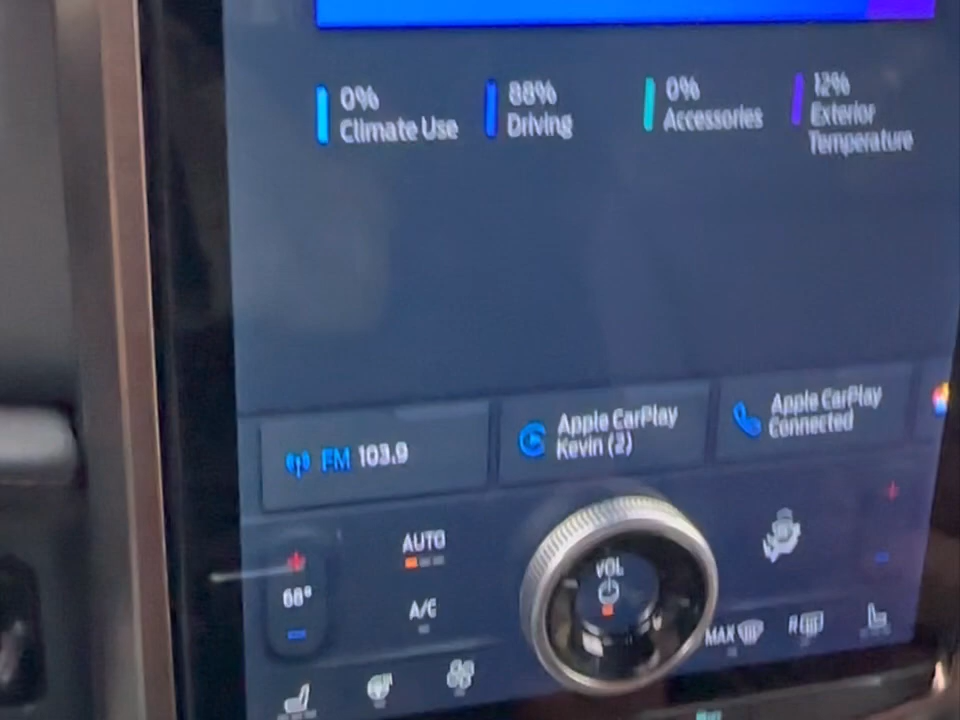 0%
Climate Use
88%
Driving
0%
Accessories
12%
Exterior
Temperature
FM 103.9
Apple CarPlay
Kevin (2)
Apple CarPlay
Connected
AUTO
68°
A/C
VOL
MAX
R